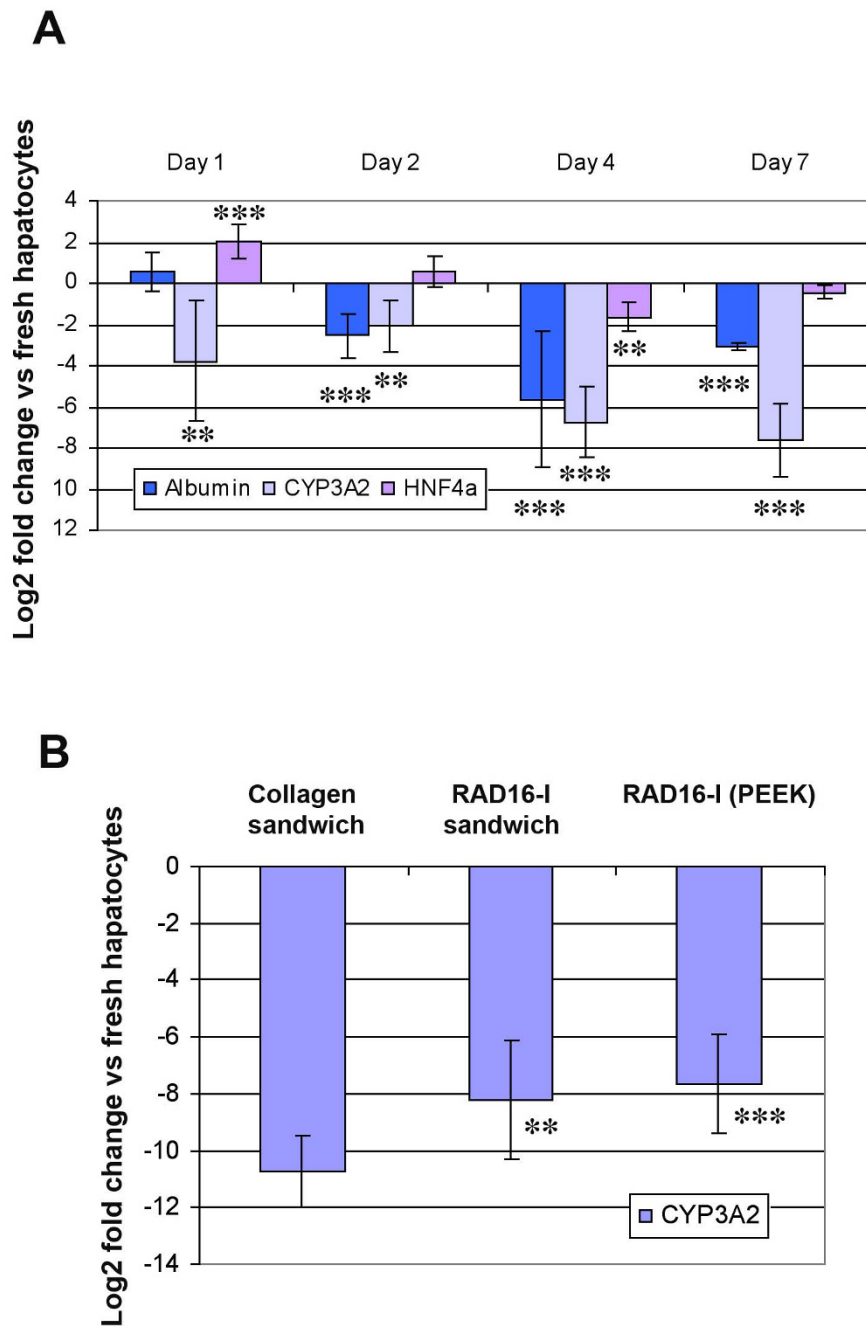 A
Log2 fold change vs fresh hapatocytes
Day 1 Day 2 Day 4 Day 7
4
2
0
-2
-4
-6
-8
10
12
***
**
***
**
***
***
**
***
***
Albumin CYP3A2 HNF4a
B
Log2 fold change vs fresh hapatocytes
Collagen sandwich
RAD16-I sandwich
RAD16-I (PEEK)
0
-2
-4
-6
-8
-10
-12
-14
**
***
CYP3A2